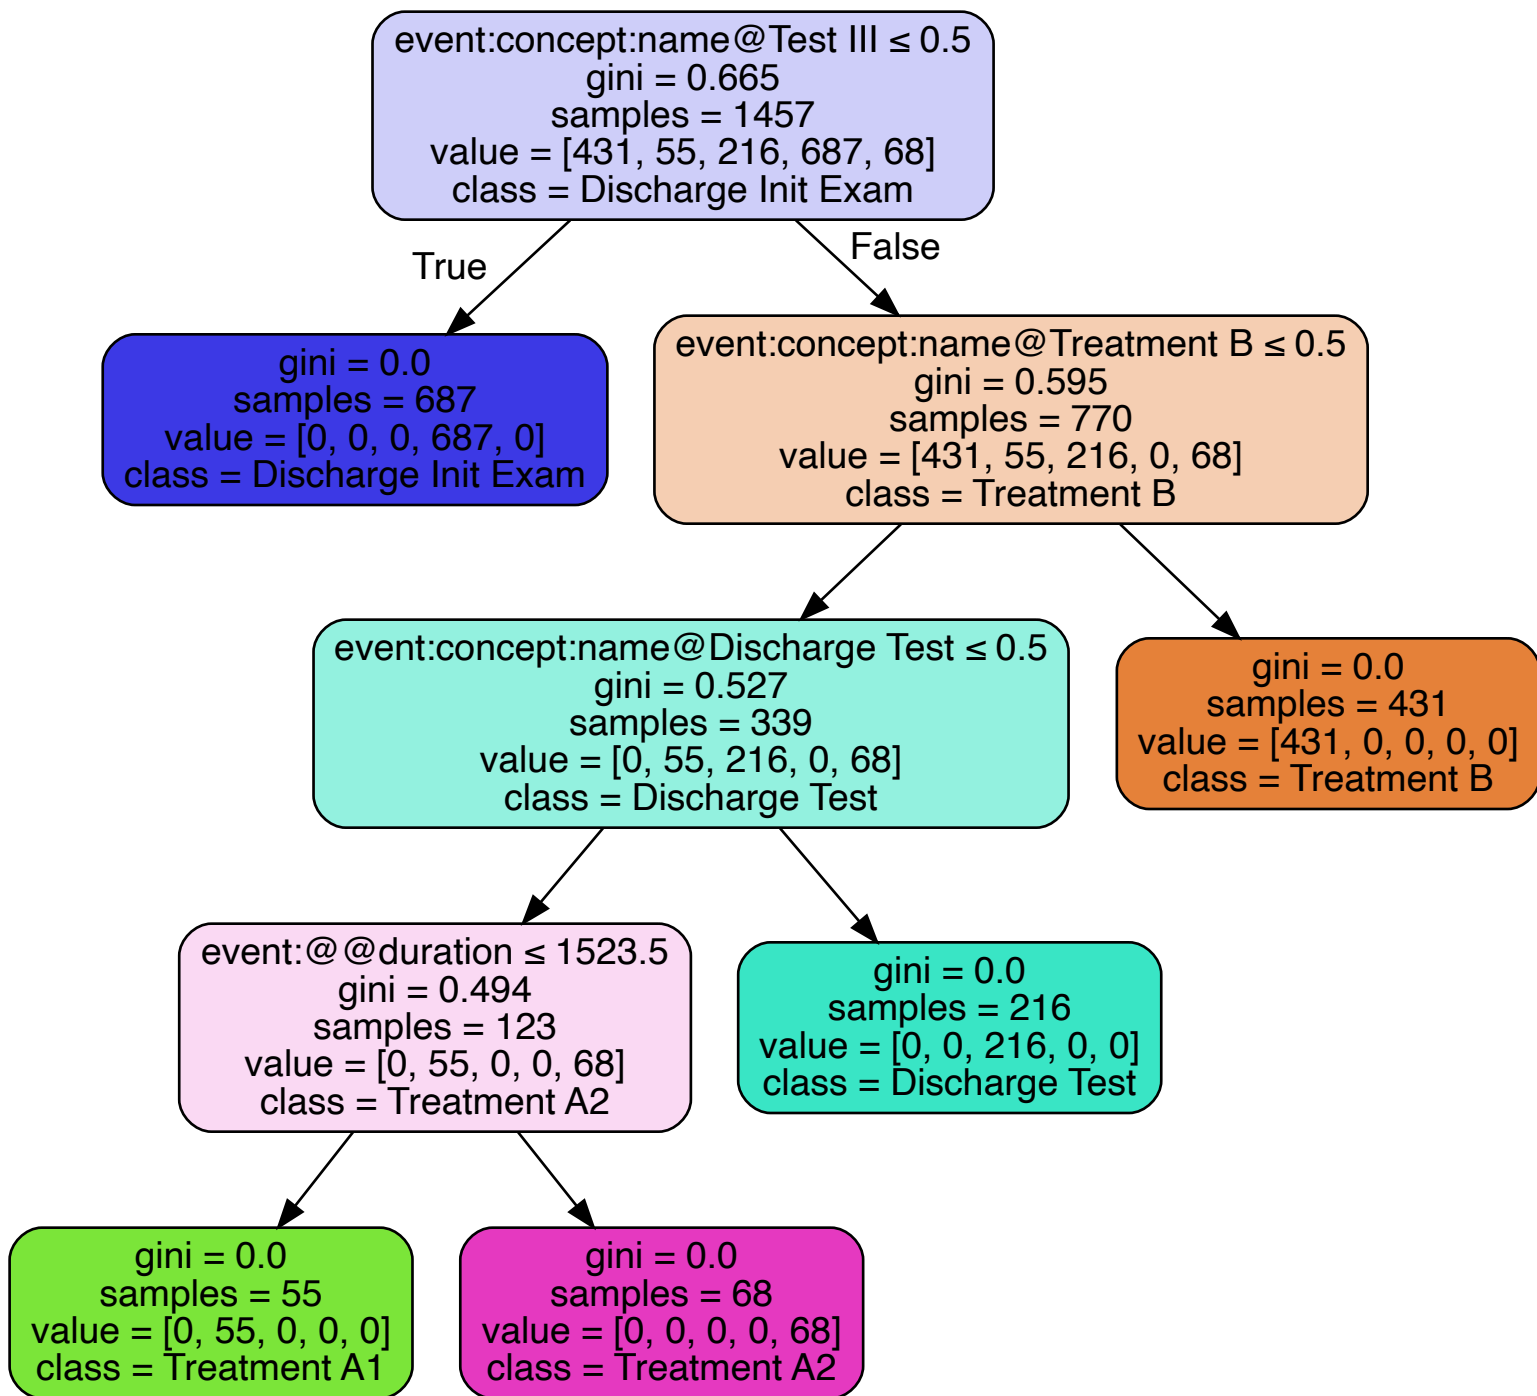 event:concept:name@Test III ≤ 0.5
gini = 0.665
samples = 1457
value = [431, 55, 216, 687, 68]
class = Discharge Init Exam
True
False
gini = 0.0
samples = 687
value = [0, 0, 0, 687, 0]
class = Discharge Init Exam
event:concept:name@Treatment B ≤ 0.5
gini = 0.595
samples = 770
value = [431, 55, 216, 0, 68]
class = Treatment B
event:concept:name@Discharge Test ≤ 0.5
gini = 0.527
samples = 339
value = [0, 55, 216, 0, 68]
class = Discharge Test
gini = 0.0
samples = 431
value = [431, 0, 0, 0, 0]
class = Treatment B
event:@@duration ≤ 1523.5
gini = 0.494
samples = 123
value = [0, 55, 0, 0, 68]
class = Treatment A2
gini = 0.0
samples = 216
value = [0, 0, 216, 0, 0]
class = Discharge Test
gini = 0.0
samples = 55
value = [0, 55, 0, 0, 0]
class = Treatment A1
gini = 0.0
samples = 68
value = [0, 0, 0, 0, 68]
class = Treatment A2